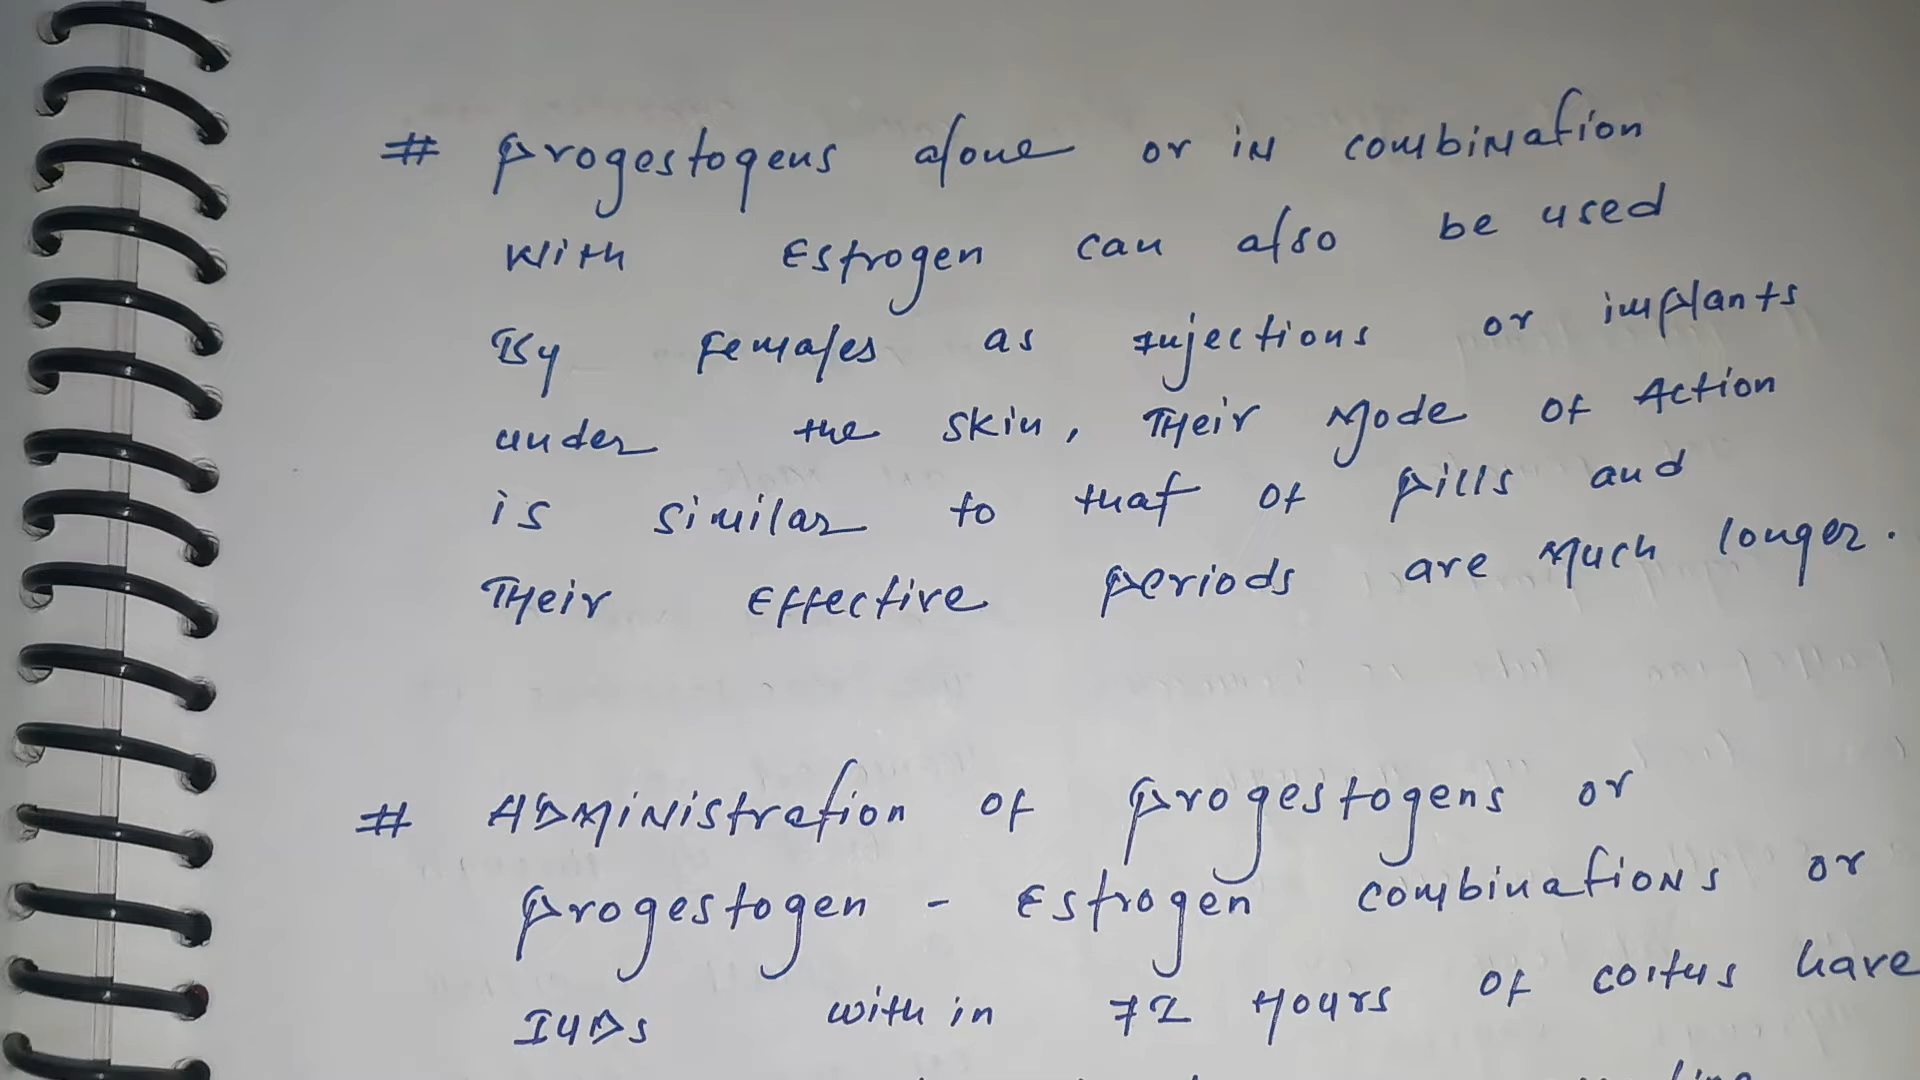 # Progestogens alone or in combination
with Estrogen can also be used
By Females as Injections or implants
under the skin, Their Mode of Action
is similar to that of pills and
Their Effective periods are Much longer.
# ADMiNistration of progestogens or
progestogen - Estrogen combinations or
IUDs with in 72 Hours of coitus have